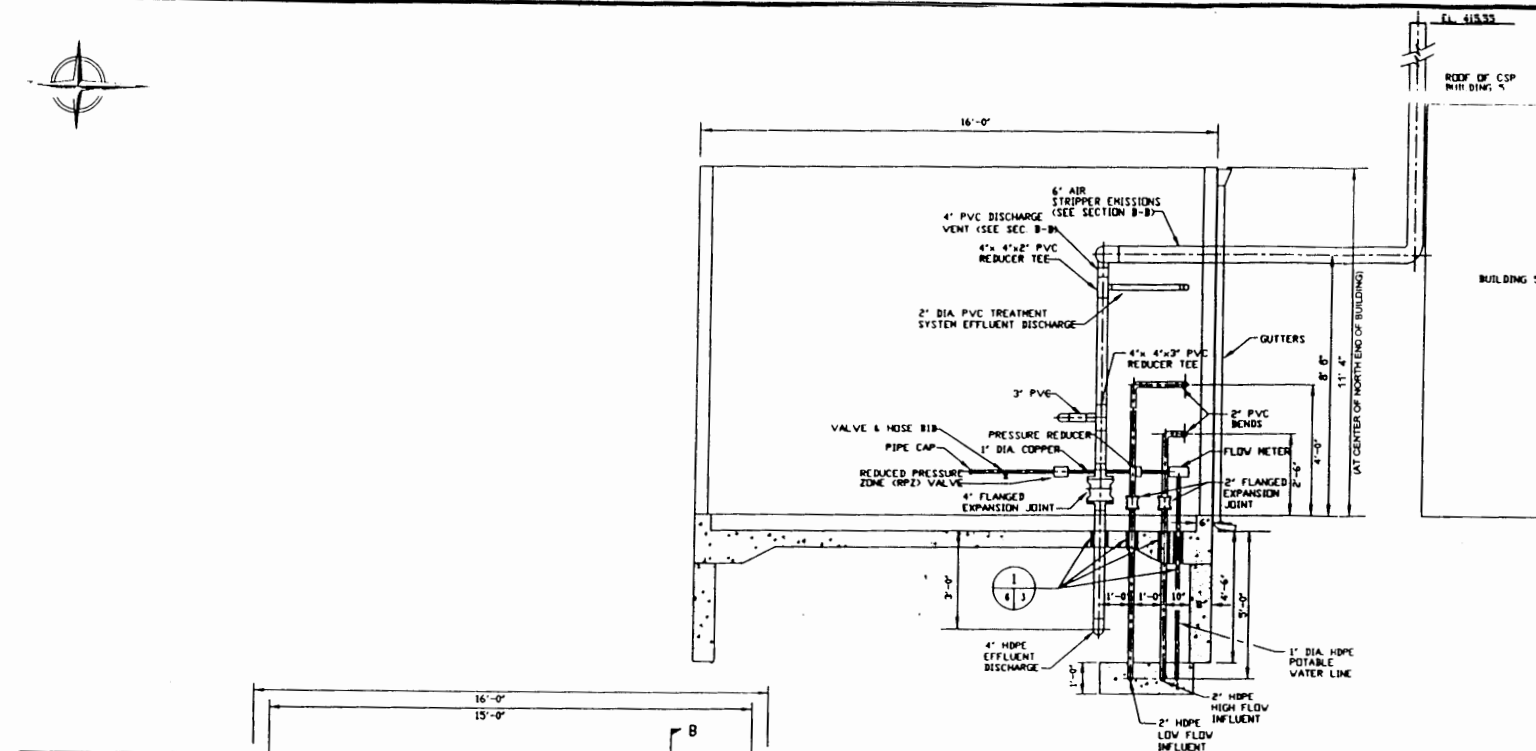 EL. 415.55
ROOF OF CSP
BUILDING 5
16'-0"
6" AIR
STRIPPER EMISSIONS
(SEE SECTION B-B)
4" PVC DISCHARGE
VENT (SEE SEC. B-B)
4"x 4"x2" PVC
REDUCER TEE
BUILDING 5
2" DIA. PVC TREATMENT
SYSTEM EFFLUENT DISCHARGE
GUTTERS
4"x 4"x3" PVC
REDUCER TEE
8' 6"
11' 4"
(AT CENTER OF NORTH END OF BUILDING)
3" PVC
2" PVC
BENDS
4'-0"
VALVE & HOSE BIB
PRESSURE REDUCER
PIPE CAP
1" DIA. COPPER
FLOW METER
REDUCED PRESSURE
ZONE (RPZ) VALVE
2'-6"
2" FLANGED
EXPANSION
JOINT
4" FLANGED
EXPANSION JOINT
6"
1
6 3
3'-0"
1'-0"
1'-0"
10"
4'-6"
5'-0"
4" HDPE
EFFLUENT
DISCHARGE
1" DIA. HDPE
POTABLE
WATER LINE
1'-0"
2" HDPE
HIGH FLOW
INFLUENT
2" HDPE
LOW FLOW
INFLUENT
16'-0"
15'-0"
B